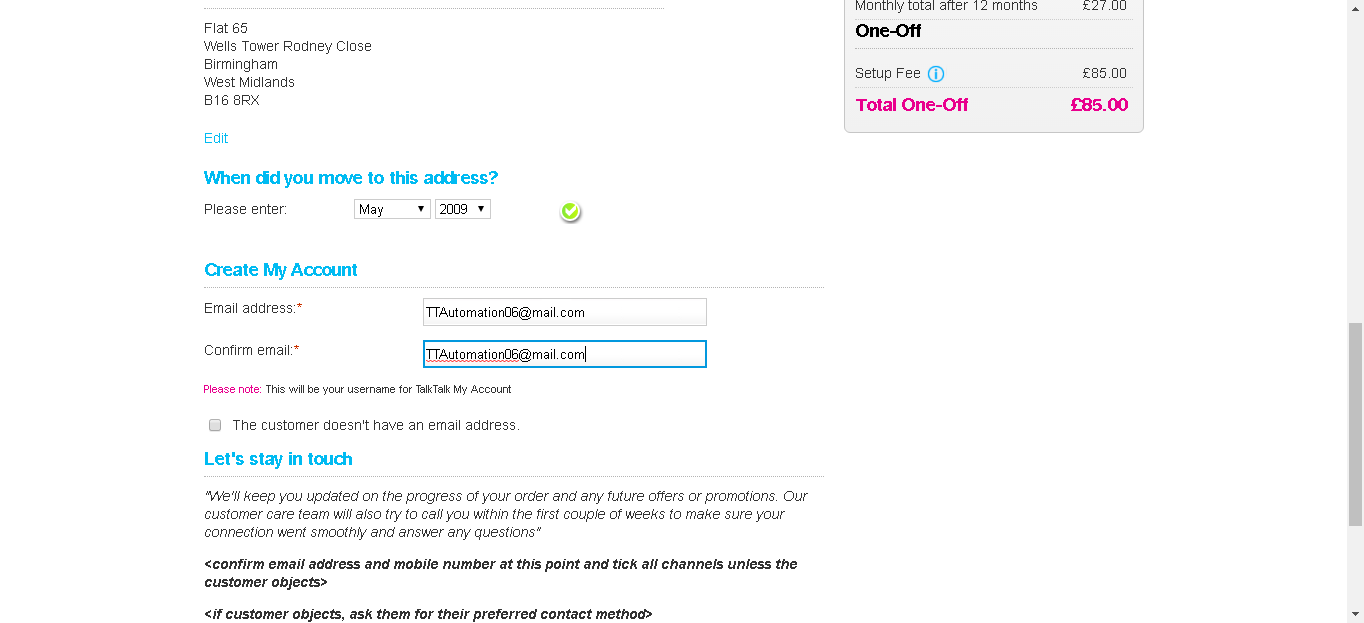 Monthly total after 12 months £27.00
One-Off
Setup Fee £85.00
Total One-Off £85.00
Flat 65
Wells Tower Rodney Close
Birmingham
West Midlands
B16 8RX
Edit
When did you move to this address?
Please enter: May 2009
Create My Account
Email address:* TTAutomation06@mail.com
Confirm email:* TTAutomation06@mail.com
Please note: This will be your username for TalkTalk My Account
The customer doesn't have an email address.
Let's stay in touch
"We'll keep you updated on the progress of your order and any future offers or promotions. Our
customer care team will also try to call you within the first couple of weeks to make sure your
connection went smoothly and answer any questions"
<confirm email address and mobile number at this point and tick all channels unless the
customer objects>
<if customer objects, ask them for their preferred contact method>